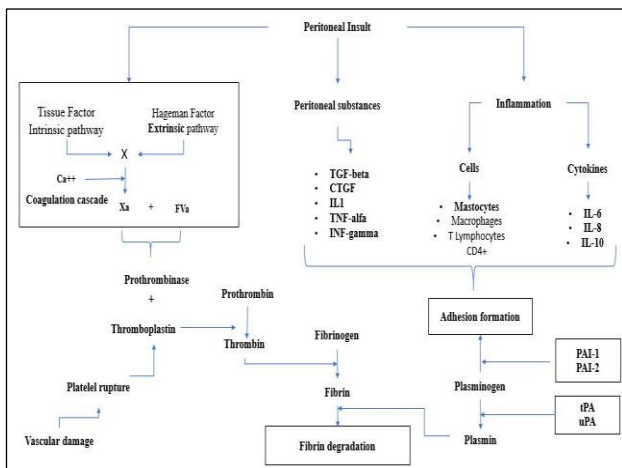 Peritoneal Insult
Tissue Factor
Intrinsic pathway
Hageman Factor
Extrinsic pathway
X
Ca++
Coagulation cascade
Xa + FVa
Peritoneal substances
• TGF-beta
• CTGF
• IL1
• TNF-alfa
• INF-gamma
Inflammation
Cells
• Mastocytes
• Macrophages
• T Lymphocytes
CD4+
Cytokines
• IL-6
• IL-8
• IL-10
Prothrombinase
+
Thromboplastin
Prothrombin
Thrombin
Fibrinogen
Fibrin
Platelel rupture
Vascular damage
Fibrin degradation
Adhesion formation
PAI-1
PAI-2
Plasminogen
tPA
uPA
Plasmin